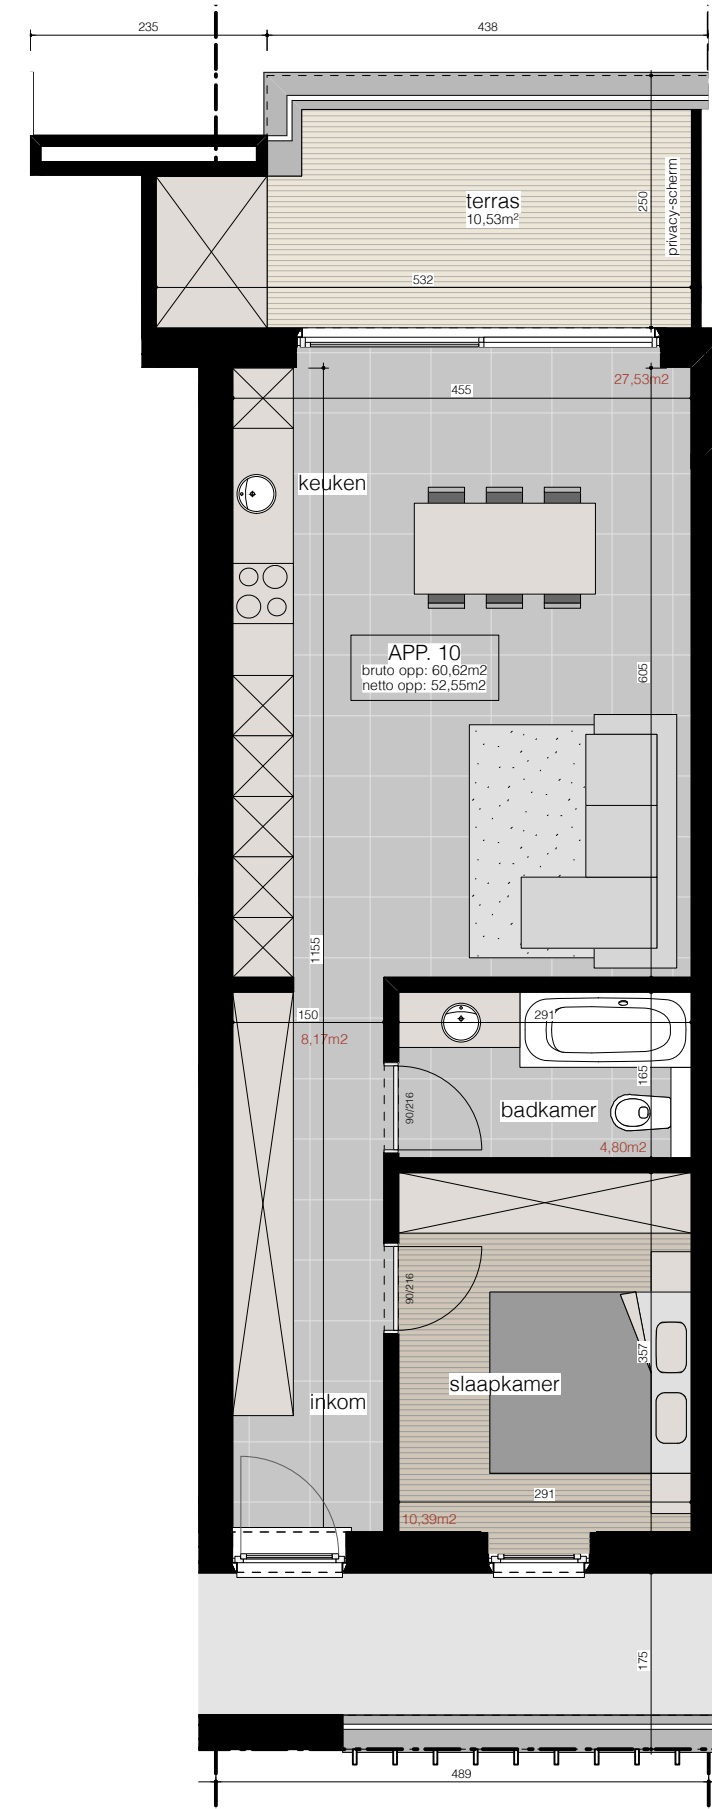 235
438
terras
10,53m²
250
privacy-scherm
532
27,53m2
455
keuken
APP. 10
bruto opp: 60,62m2
netto opp: 52,55m2
605
1155
150
291
8,17m2
165
90/216
badkamer
4,80m2
90/216
357
slaapkamer
inkom
291
10,39m2
175
489